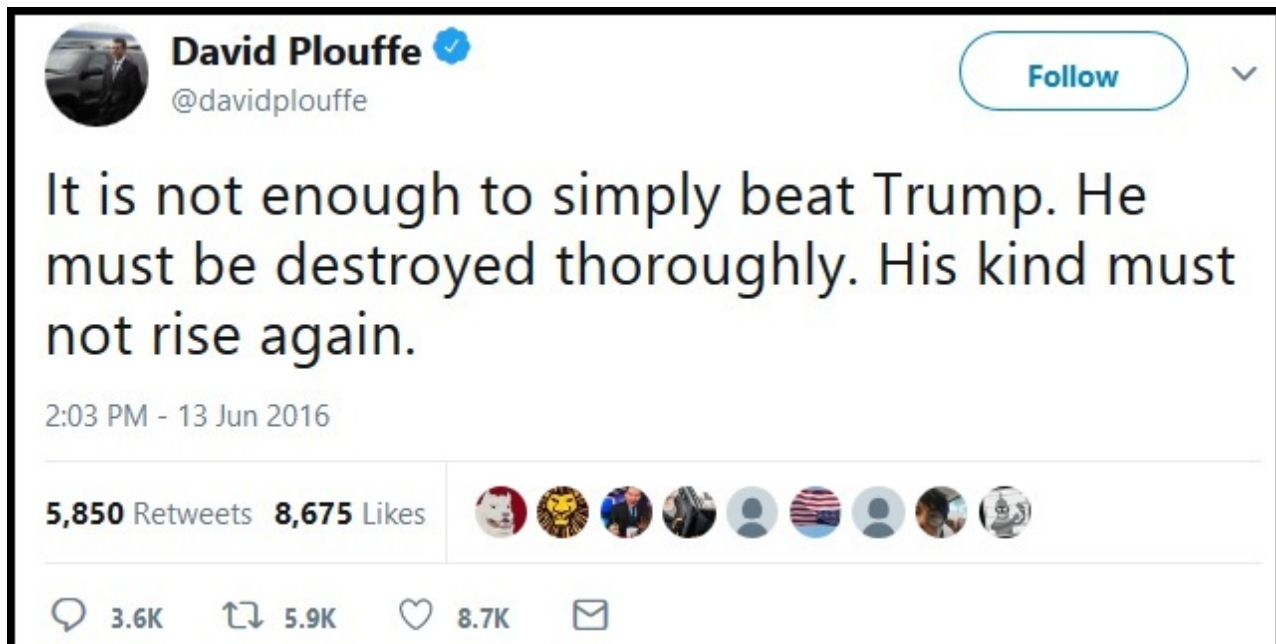 David Plouffe
@davidplouffe
Follow
It is not enough to simply beat Trump. He
must be destroyed thoroughly. His kind must
not rise again.
2:03 PM - 13 Jun 2016
5,850 Retweets 8,675 Likes
3.6K 5.9K 8.7K